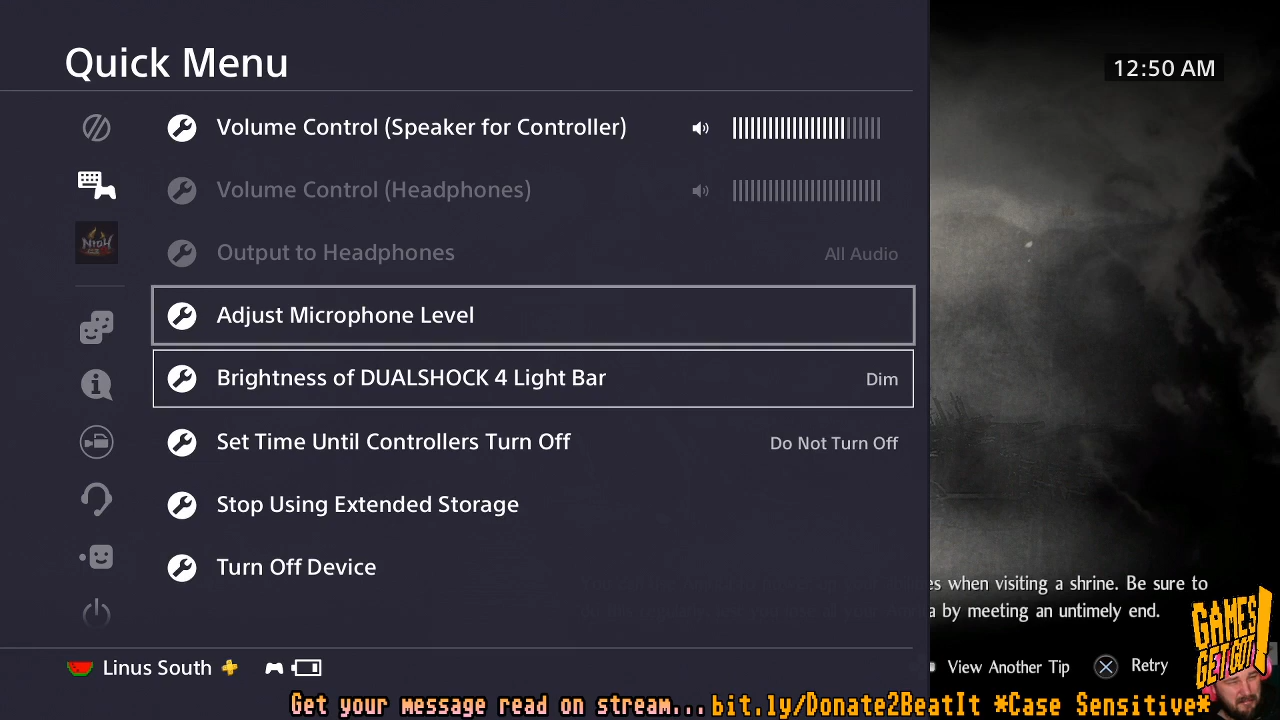 Quick Menu
12:50 AM
Volume Control (Speaker for Controller)
Volume Control (Headphones)
NIOH
Output to Headphones All Audio
Adjust Microphone Level
Brightness of DUALSHOCK 4 Light Bar Dim
Set Time Until Controllers Turn Off Do Not Turn Off
Stop Using Extended Storage
Turn Off Device
when visiting a shrine. Be sure to
by meeting an untimely end.
GAMES
GET GOT
Linus South
View Another Tip Retry
Get your message read on stream...bit.ly/Donate2BeatIt *Case Sensitive*